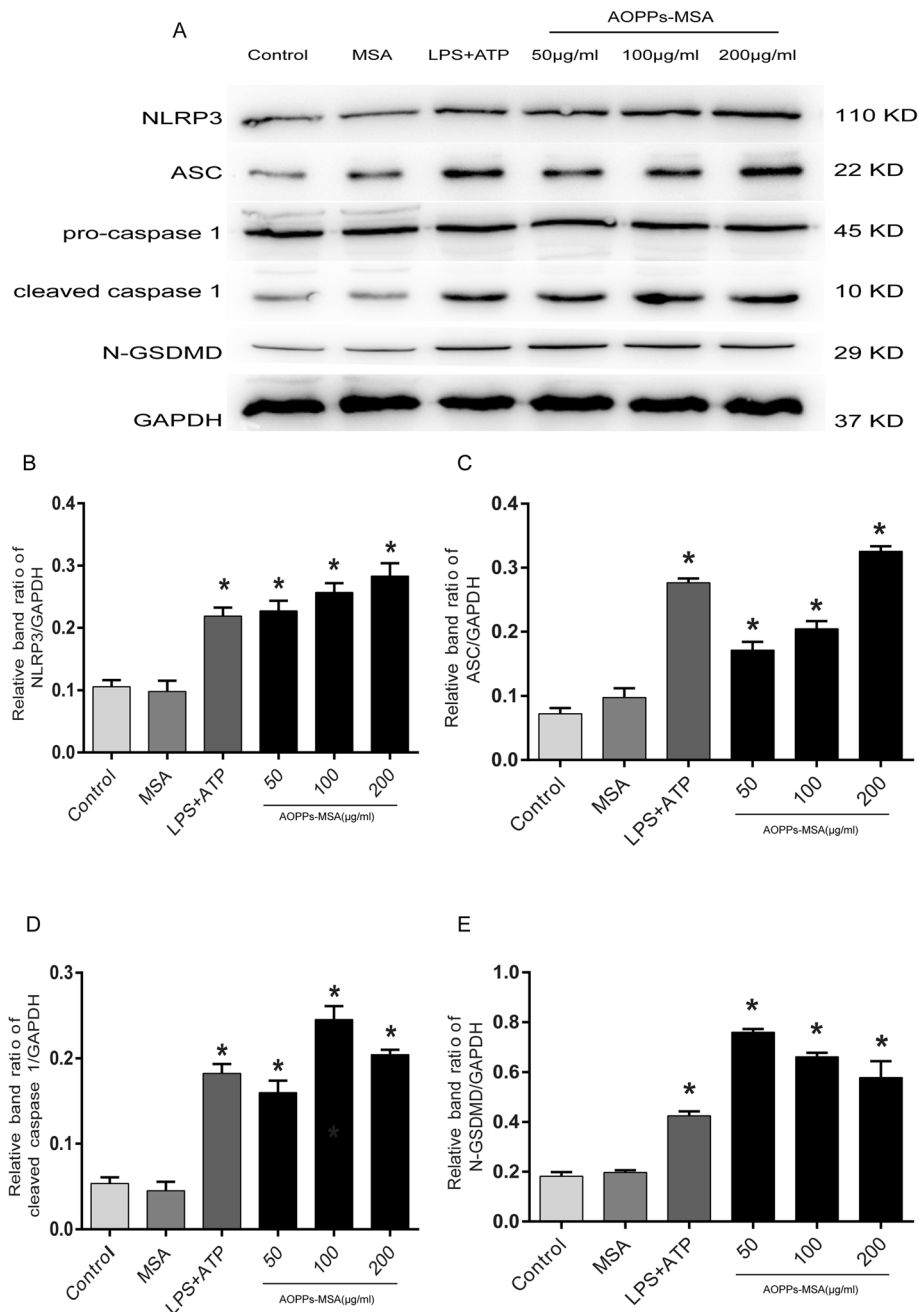 A
AOPPs-MSA
Control MSA LPS+ATP 50μg/ml 100μg/ml 200μg/ml
NLRP3 110 KD
ASC 22 KD
pro-caspase 1 45 KD
cleaved caspase 1 10 KD
N-GSDMD 29 KD
GAPDH 37 KD
B
Relative band ratio of
NLRP3/GAPDH
0.4
0.3
0.2
0.1
0.0
* * * *
Control MSA LPS+ATP 50 100 200
AOPPs-MSA(μg/ml)
C
Relative band ratio of
ASC/GAPDH
0.4
0.3
0.2
0.1
0.0
* * * *
Control MSA LPS+ATP 50 100 200
AOPPs-MSA(μg/ml)
D
Relative band ratio of
cleaved caspase 1/GAPDH
0.3
0.2
0.1
0.0
* * * *
*
Control MSA LPS+ATP 50 100 200
AOPPs-MSA(μg/ml)
E
Relative band ratio of
N-GSDMD/GAPDH
1.0
0.8
0.6
0.4
0.2
0.0
* * * *
Control MSA LPS+ATP 50 100 200
AOPPs-MSA(μg/ml)